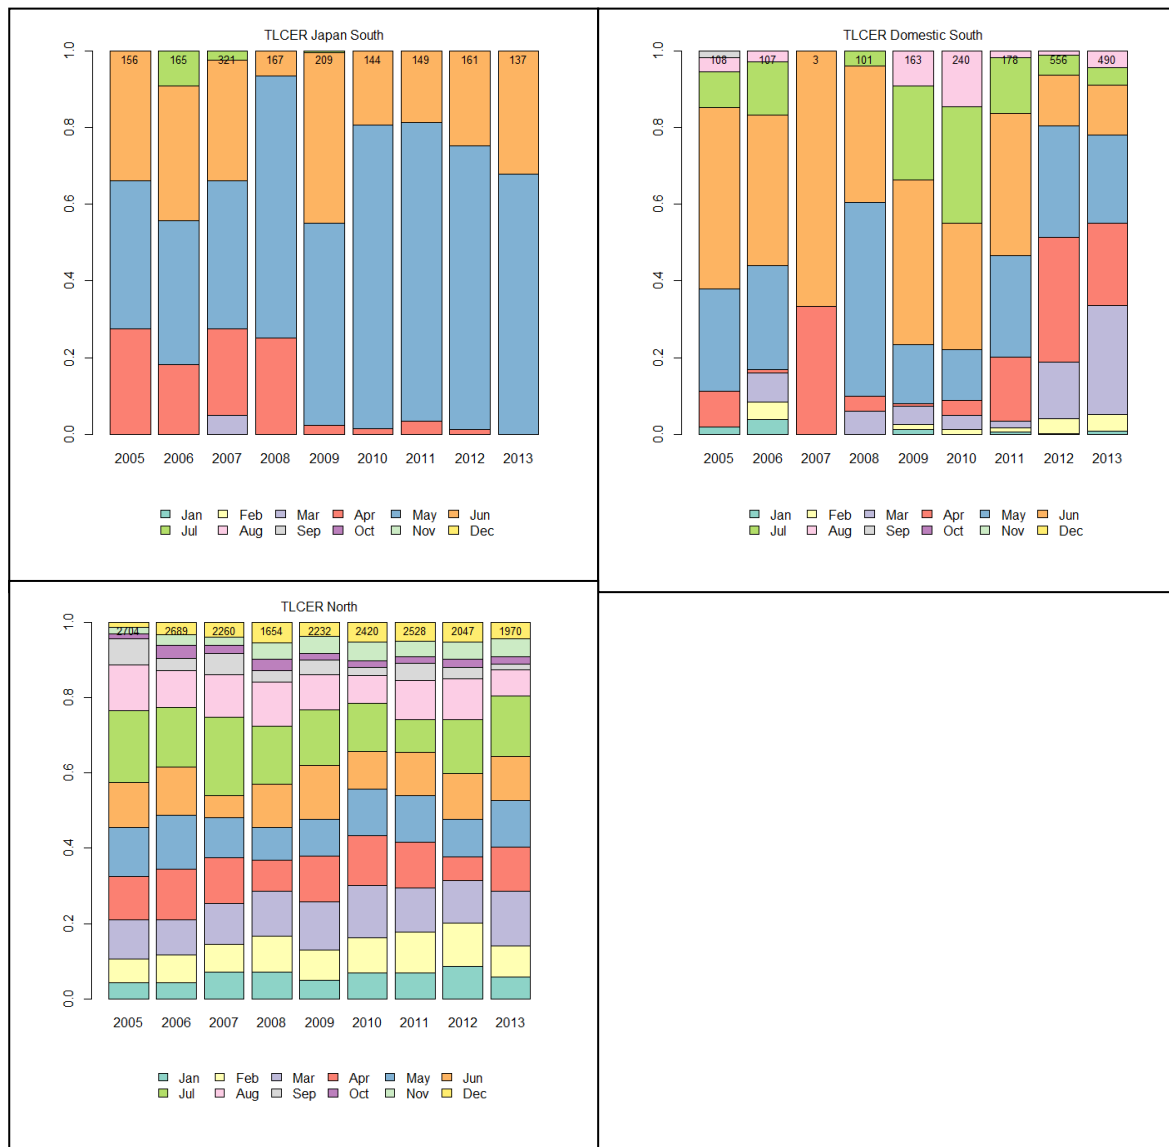 TLCER Japan South
1.0
0.8
0.6
0.4
0.2
0.0
156 165 321 167 209 144 149 161 137
2005 2006 2007 2008 2009 2010 2011 2012 2013
Jan Feb Mar Apr May Jun
Jul Aug Sep Oct Nov Dec
TLCER Domestic South
1.0
0.8
0.6
0.4
0.2
0.0
108 107 3 101 163 240 178 556 490
2005 2006 2007 2008 2009 2010 2011 2012 2013
Jan Feb Mar Apr May Jun
Jul Aug Sep Oct Nov Dec
TLCER North
1.0
0.8
0.6
0.4
0.2
0.0
2704 2689 2260 1654 2232 2420 2528 2047 1970
2005 2006 2007 2008 2009 2010 2011 2012 2013
Jan Feb Mar Apr May Jun
Jul Aug Sep Oct Nov Dec